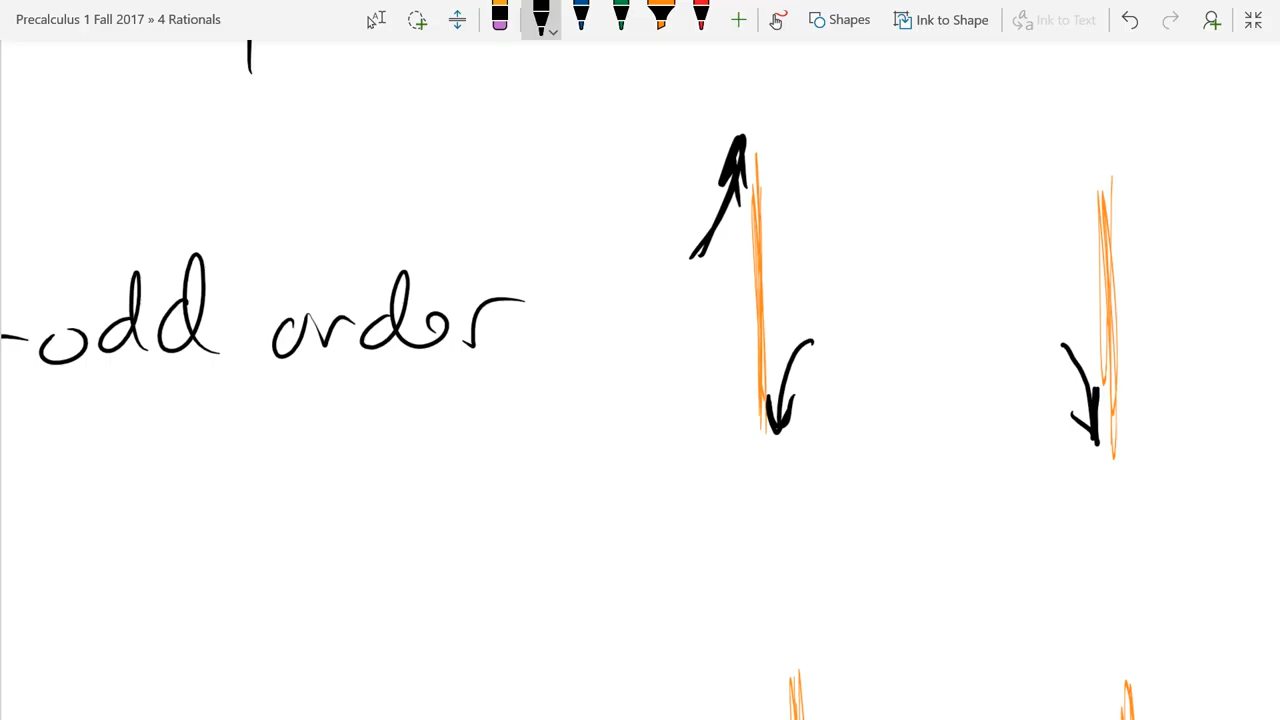 Precalculus 1 Fall 2017 » 4 Rationals
Shapes
Ink to Shape
Ink to Text
-odd order